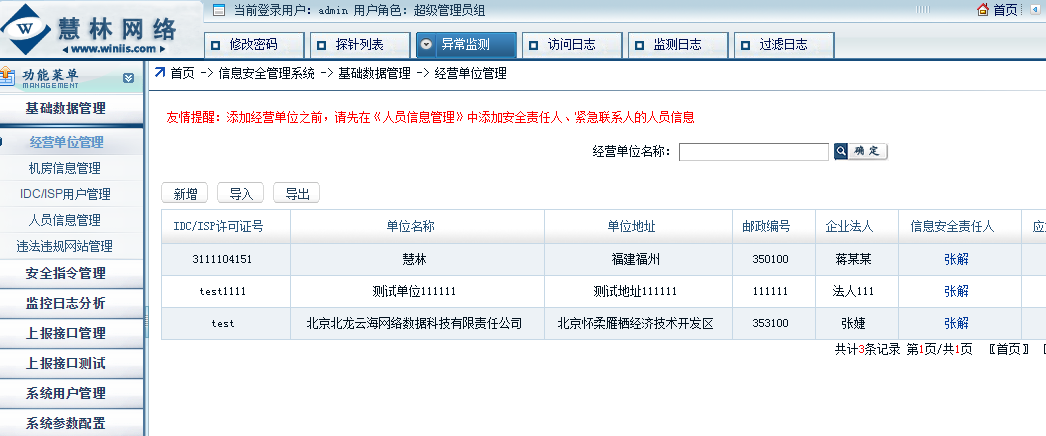 慧林网络
www.winiis.com
当前登录用户: admin 用户角色: 超级管理员组
首页
修改密码 探针列表 异常监测 访问日志 监测日志 过滤日志
功能菜单
MANAGEMENT
首页 -> 信息安全管理系统 -> 基础数据管理 -> 经营单位管理
基础数据管理
经营单位管理
机房信息管理
IDC/ISP用户管理
人员信息管理
违法违规网站管理
安全指令管理
监控日志分析
上报接口管理
上报接口测试
系统用户管理
系统参数配置
友情提醒：添加经营单位之前，请先在《人员信息管理》中添加安全责任人、紧急联系人的人员信息
经营单位名称： 确 定
新增 导入 导出
IDC/ISP许可证号 单位名称 单位地址 邮政编号 企业法人 信息安全责任人 应
3111104151 慧林 福建福州 350100 蒋某某 张解
test1111 测试单位111111 测试地址111111 111111 法人111 张解
test 北京北龙云海网络数据科技有限责任公司 北京怀柔雁栖经济技术开发区 353100 张婕 张解
共计3条记录 第1页/共1页 〖首页〗 〖